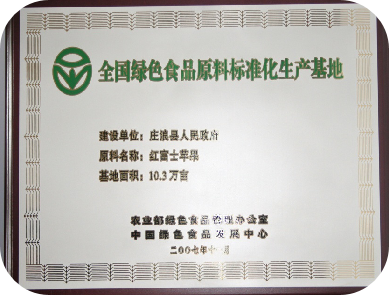 全国绿色食品原料标准化生产基地
建设单位：庄浪县人民政府
原料名称：红富士苹果
基地面积：10.3万亩
农业部绿色食品管理办公室
中国绿色食品发展中心
二〇〇七年十一月